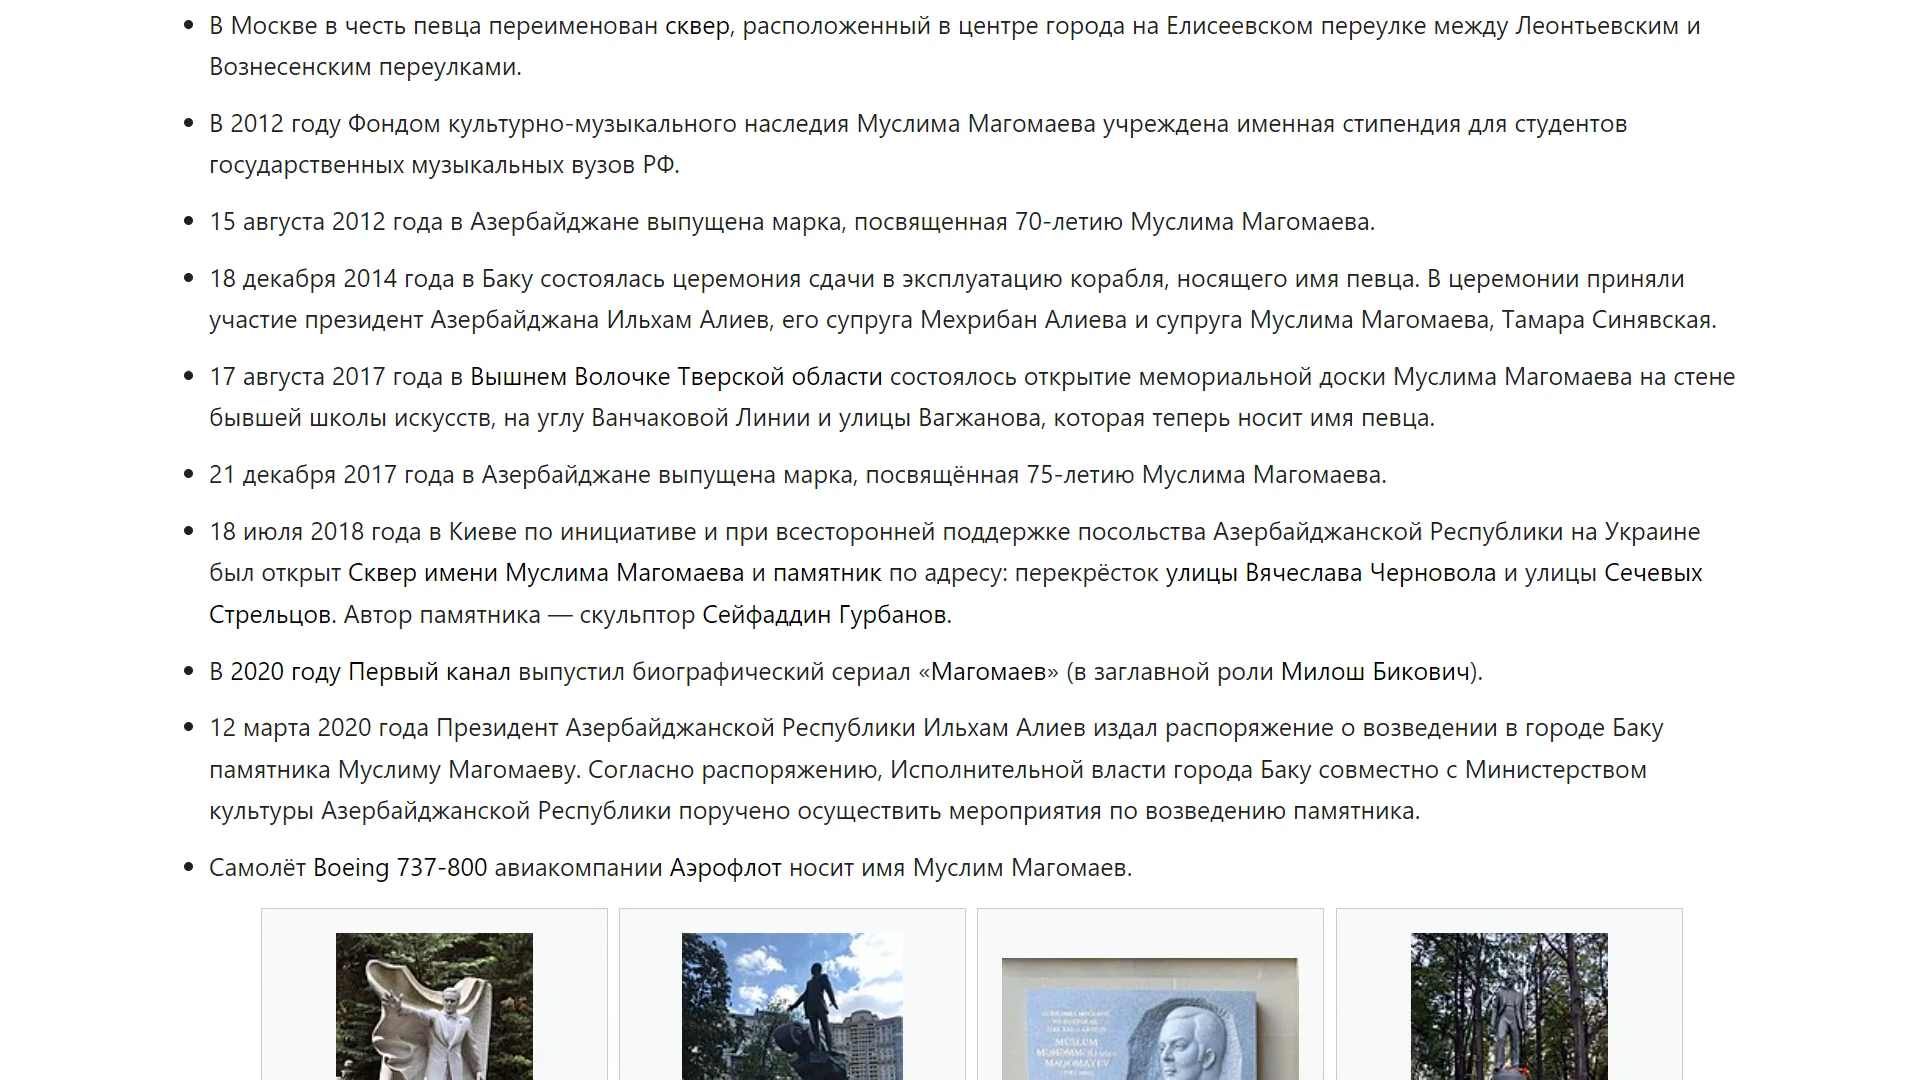 В Москве в честь певца переименован сквер, расположенный в центре города на Елисеевском переулке между Леонтьевским и
Вознесенским переулками.
В 2012 году Фондом культурно-музыкального наследия Муслима Магомаева учреждена именная стипендия для студентов
государственных музыкальных вузов РФ.
15 августа 2012 года в Азербайджане выпущена марка, посвященная 70-летию Муслима Магомаева.
18 декабря 2014 года в Баку состоялась церемония сдачи в эксплуатацию корабля, носящего имя певца. В церемонии приняли
участие президент Азербайджана Ильхам Алиев, его супруга Мехрибан Алиева и супруга Муслима Магомаева, Тамара Синявская.
17 августа 2017 года в Вышнем Волочке Тверской области состоялось открытие мемориальной доски Муслима Магомаева на стене
бывшей школы искусств, на углу Ванчаковой Линии и улицы Вагжанова, которая теперь носит имя певца.
21 декабря 2017 года в Азербайджане выпущена марка, посвящённая 75-летию Муслима Магомаева.
18 июля 2018 года в Киеве по инициативе и при всесторонней поддержке посольства Азербайджанской Республики на Украине
был открыт Сквер имени Муслима Магомаева и памятник по адресу: перекрёсток улицы Вячеслава Черновола и улицы Сечевых
Стрельцов. Автор памятника — скульптор Сейфаддин Гурбанов.
В 2020 году Первый канал выпустил биографический сериал «Магомаев» (в заглавной роли Милош Бикович).
12 марта 2020 года Президент Азербайджанской Республики Ильхам Алиев издал распоряжение о возведении в городе Баку
памятника Муслиму Магомаеву. Согласно распоряжению, Исполнительной власти города Баку совместно с Министерством
культуры Азербайджанской Республики поручено осуществить мероприятия по возведению памятника.
Самолёт Boeing 737-800 авиакомпании Аэрофлот носит имя Муслим Магомаев.
MÜSLÜM
MƏHƏMMƏD
MAQOMAYEV